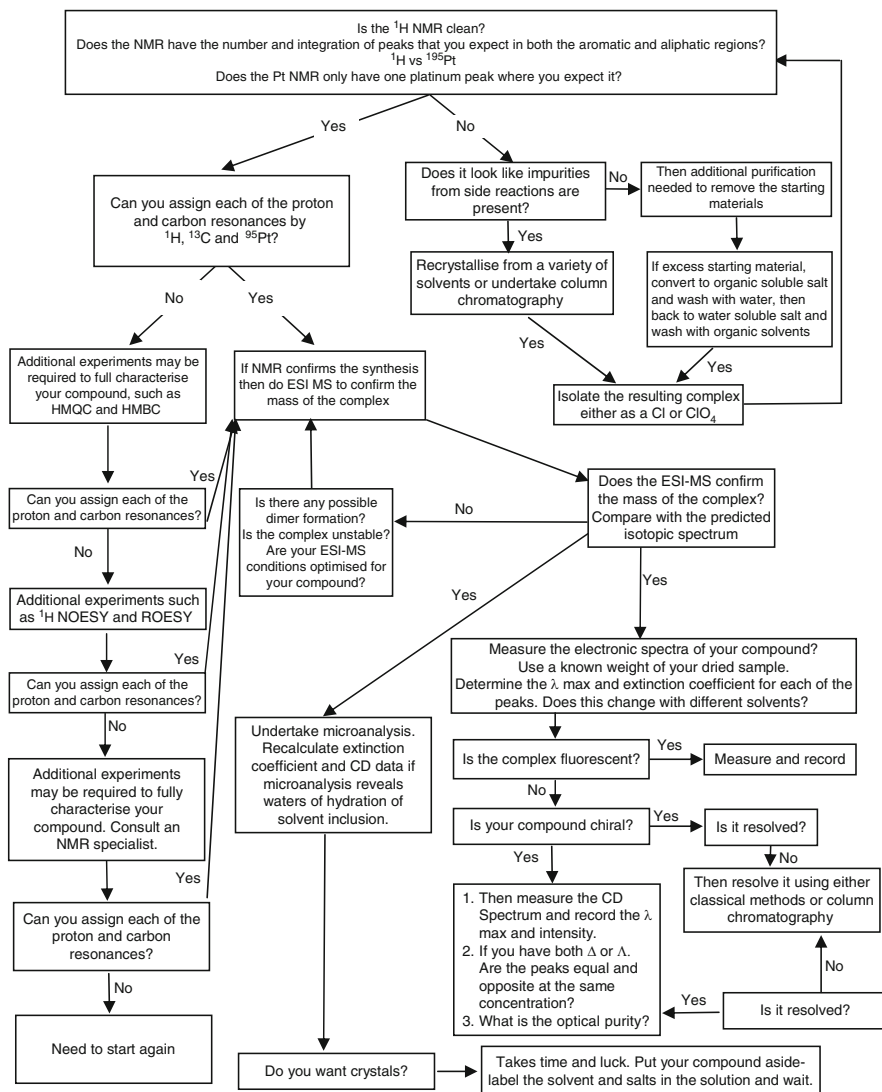 Is the ¹H NMR clean?
Does the NMR have the number and integration of peaks that you expect in both the aromatic and aliphatic regions?
¹H vs ¹⁹⁵Pt
Does the Pt NMR only have one platinum peak where you expect it?
Yes
No
Can you assign each of the proton
and carbon resonances by
¹H, ¹³C and ⁹⁵Pt?
Does it look like impurities
from side reactions are
present?
No
Then additional purification
needed to remove the starting
materials
Yes
Recrystallise from a variety of
solvents or undertake column
chromatography
If excess starting material,
convert to organic soluble salt
and wash with water, then
back to water soluble salt and
wash with organic solvents
Yes
Yes
Isolate the resulting complex
either as a Cl or ClO₄
No
Yes
Additional experiments may be
required to full characterise
your compound, such as
HMQC and HMBC
If NMR confirms the synthesis
then do ESI MS to confirm the
mass of the complex
Yes
Can you assign each of the
proton and carbon resonances?
Is there any possible
dimer formation?
Is the complex unstable?
Are your ESI-MS
conditions optimised for
your compound?
No
Does the ESI-MS confirm
the mass of the complex?
Compare with the predicted
isotopic spectrum
No
Yes
Yes
Additional experiments such
as ¹H NOESY and ROESY
Yes
Can you assign each of the
proton and carbon resonances?
Measure the electronic spectra of your compound?
Use a known weight of your dried sample.
Determine the λ max and extinction coefficient for each of the
peaks. Does this change with different solvents?
No
Undertake microanalysis.
Recalculate extinction
coefficient and CD data if
microanalysis reveals
waters of hydration of
solvent inclusion.
Is the complex fluorescent?
Yes
Measure and record
No
Additional experiments
may be required to fully
characterise your
compound. Consult an
NMR specialist.
Is your compound chiral?
Yes
Is it resolved?
Yes
No
Yes
Can you assign each of the
proton and carbon
resonances?
1. Then measure the CD
Spectrum and record the λ
max and intensity.
2. If you have both Δ or Λ.
Are the peaks equal and
opposite at the same
concentration?
3. What is the optical purity?
Then resolve it using either
classical methods or column
chromatography
No
Yes
Is it resolved?
No
Need to start again
Do you want crystals?
Takes time and luck. Put your compound aside-
label the solvent and salts in the solution and wait.